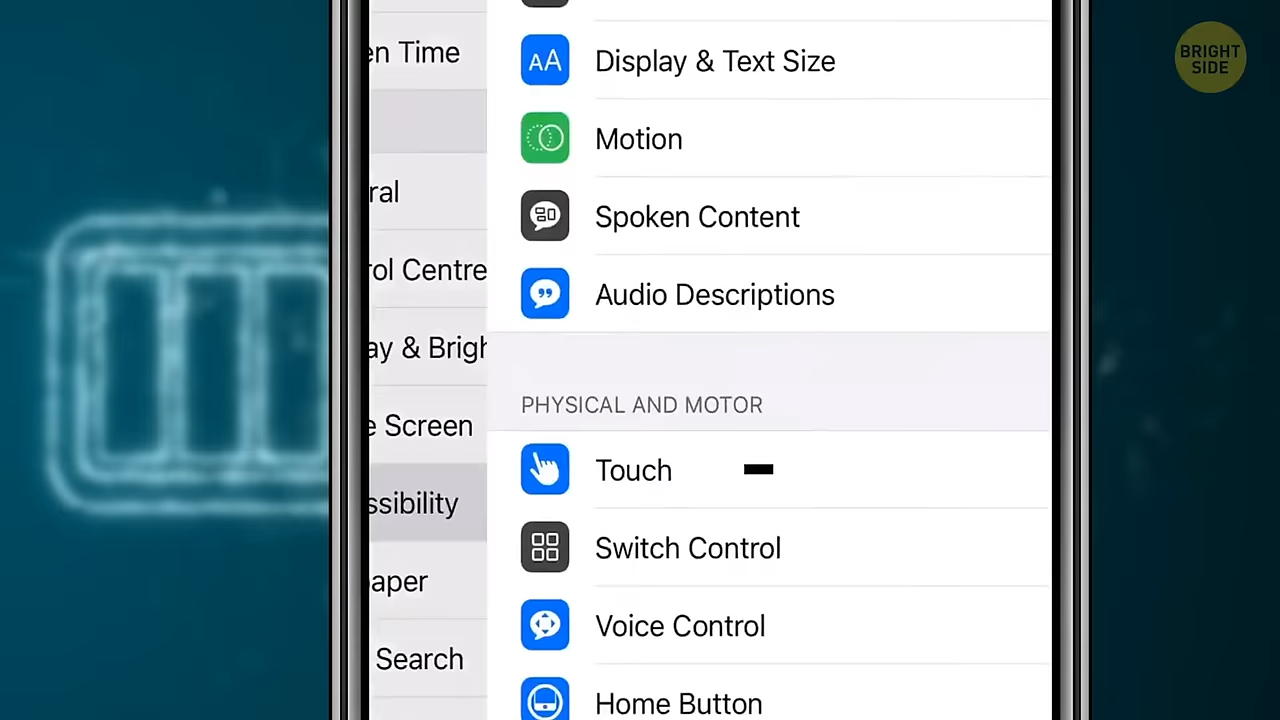 BRIGHT
SIDE
en Time
ral
rol Centre
ay & Brigh
e Screen
ssibility
aper
Search
Display & Text Size
Motion
Spoken Content
Audio Descriptions
PHYSICAL AND MOTOR
Touch
Switch Control
Voice Control
Home Button